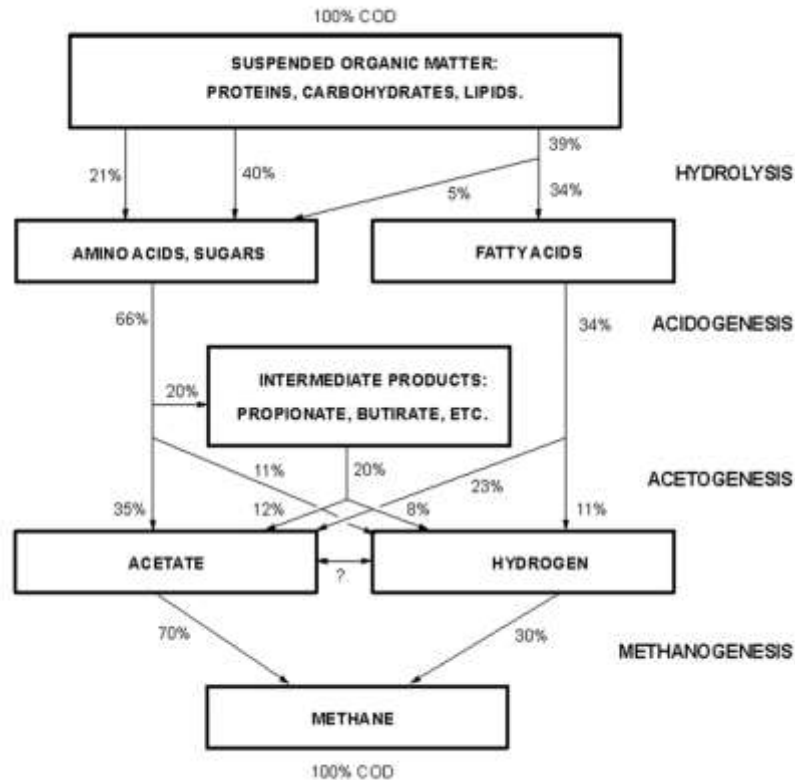 100% COD
SUSPENDED ORGANIC MATTER:
PROTEINS, CARBOHYDRATES, LIPIDS.
39%
21%
40%
HYDROLYSIS
5%
34%
AMINO ACIDS, SUGARS
FATTY ACIDS
66%
34%
ACIDOGENESIS
INTERMEDIATE PRODUCTS:
20%
PROPIONATE, BUTIRATE, ETC.
11%
20%
ACETOGENESIS
23%
35%
12%
8%
11%
ACETATE
HYDROGEN
?
70%
30%
METHANOGENESIS
METHANE
100% COD